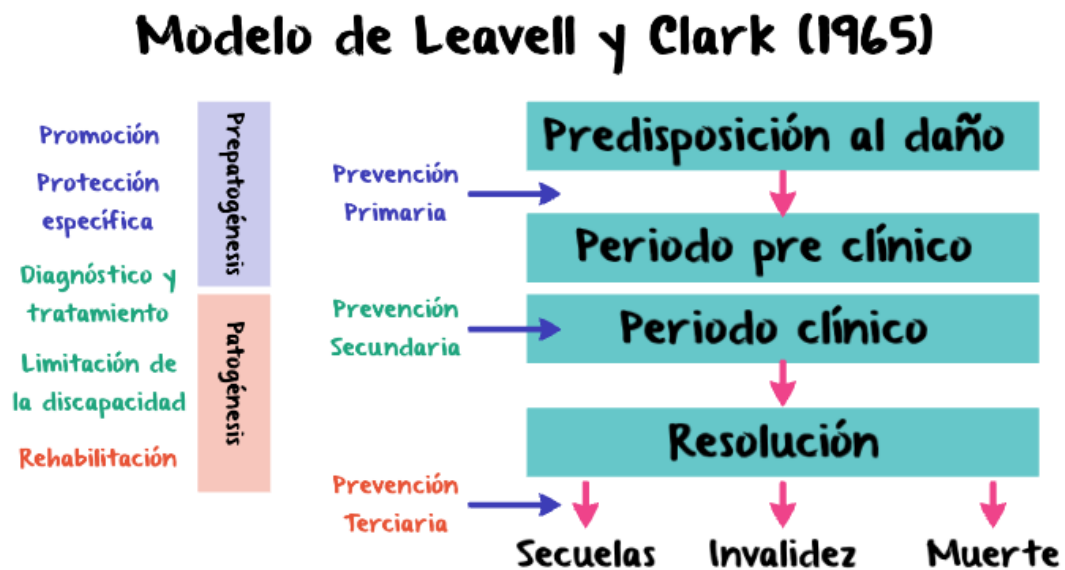 Modelo de Leavell y Clark (1965)
Promoción
Protección
específica
Diagnóstico y
tratamiento
Limitación de
la discapacidad
Rehabilitación
Prepatogénesis
Patogénesis
Prevención
Primaria
Prevención
Secundaria
Prevención
Terciaria
Predisposición al daño
Periodo pre clínico
Periodo clínico
Resolución
Secuelas
Invalidez
Muerte